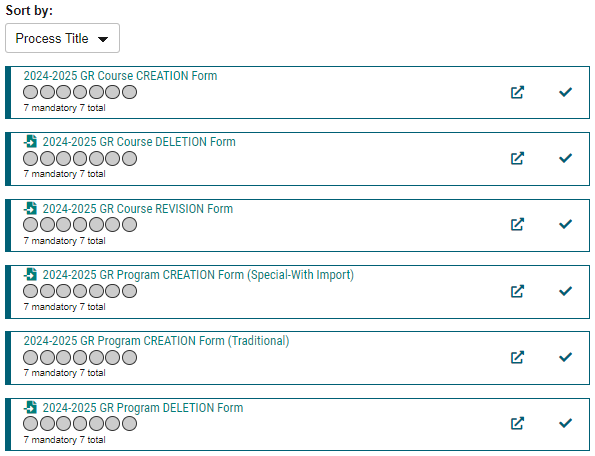 Sort by:
Process Title
2024-2025 GR Course CREATION Form
7 mandatory 7 total
2024-2025 GR Course DELETION Form
7 mandatory 7 total
2024-2025 GR Course REVISION Form
7 mandatory 7 total
2024-2025 GR Program CREATION Form (Special-With Import)
7 mandatory 7 total
2024-2025 GR Program CREATION Form (Traditional)
7 mandatory 7 total
2024-2025 GR Program DELETION Form
7 mandatory 7 total